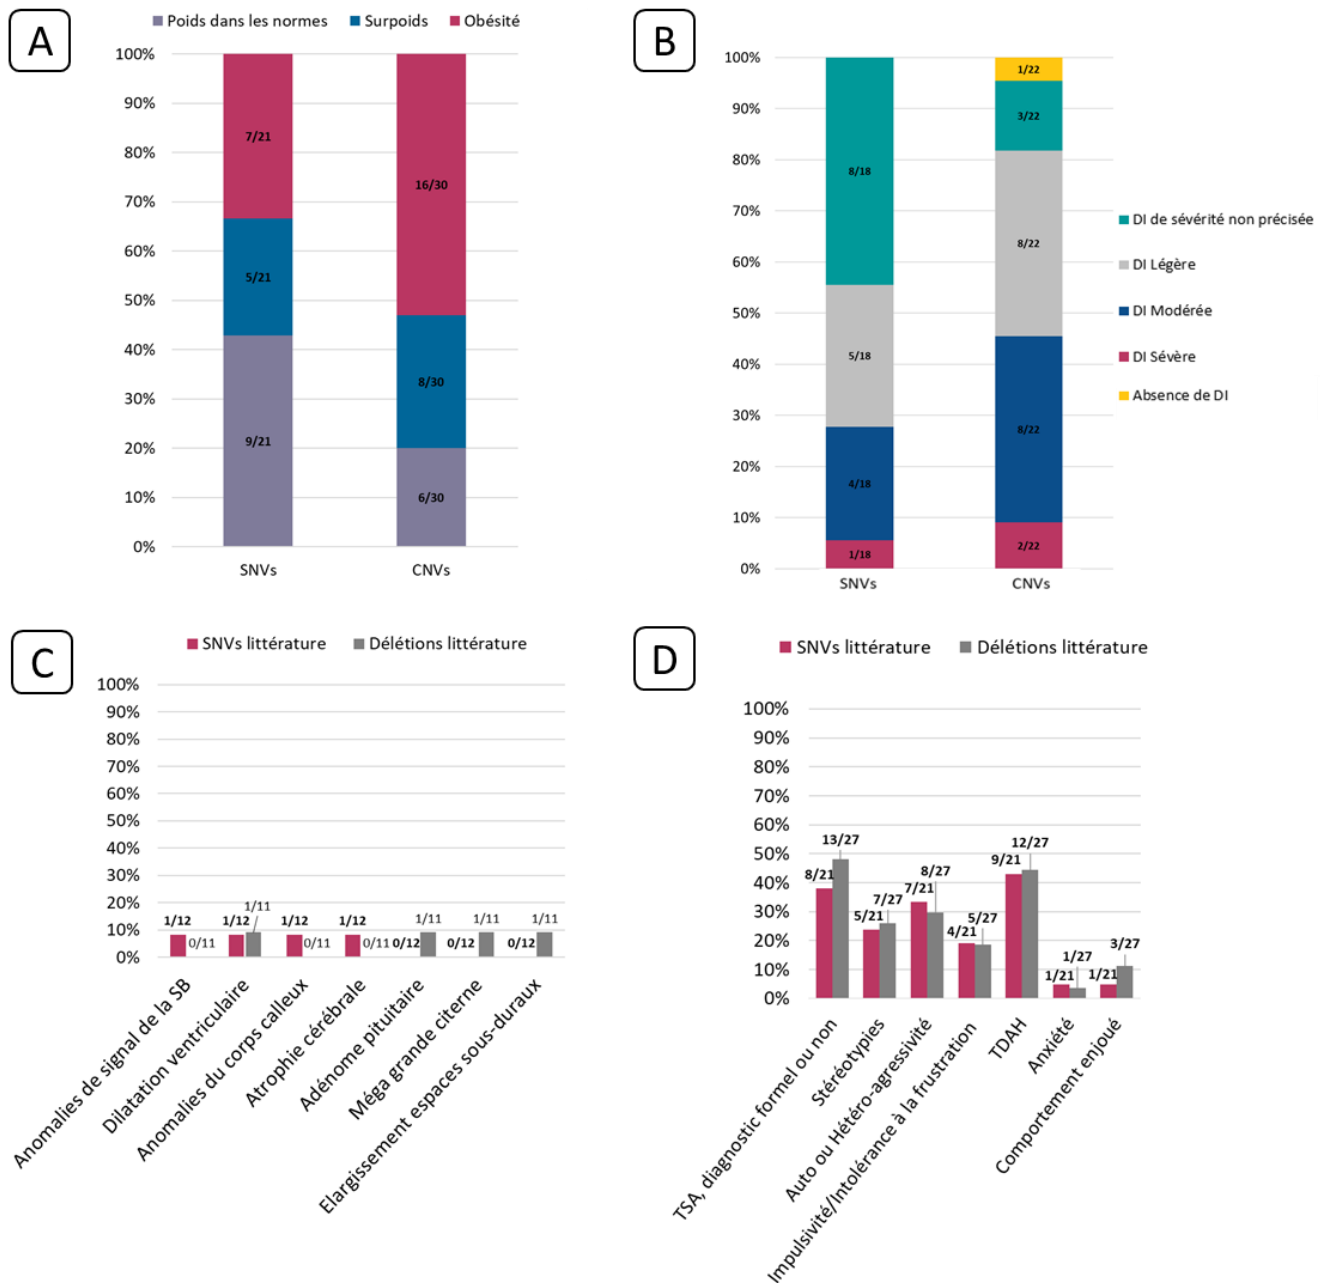 A
Poids dans les normes Surpoids Obésité
100%
90%
80%
70%
60%
50%
40%
30%
20%
10%
0%
7/21
5/21
9/21
16/30
8/30
6/30
SNVs CNVs
B
100%
90%
80%
70%
60%
50%
40%
30%
20%
10%
0%
8/18
5/18
4/18
1/18
1/22
3/22
8/22
8/22
2/22
SNVs CNVs
DI de sévérité non précisée
DI Légère
DI Modérée
DI Sévère
Absence de DI
C
SNVs littérature Délétions littérature
100%
90%
80%
70%
60%
50%
40%
30%
20%
10%
0%
1/12 0/11 1/12 1/11 1/12 0/11 1/12 0/11 0/12 1/11 0/12 1/11 0/12 1/11
Anomalies de signal de la SB
Dilatation ventriculaire
Anomalies du corps calleux
Atrophie cérébrale
Adénome pituitaire
Méga grande citerne
Elargissement espaces sous-duraux
D
SNVs littérature Délétions littérature
100%
90%
80%
70%
60%
50%
40%
30%
20%
10%
0%
8/21 13/27 5/21 7/27 7/21 8/27 4/21 5/27 9/21 12/27 1/21 1/27 1/21 3/27
TSA, diagnostic formel ou non
Stéréotypies
Auto ou Hétéro-agressivité
Impulsivité/Intolérance à la frustration
TDAH
Anxiété
Comportement enjoué